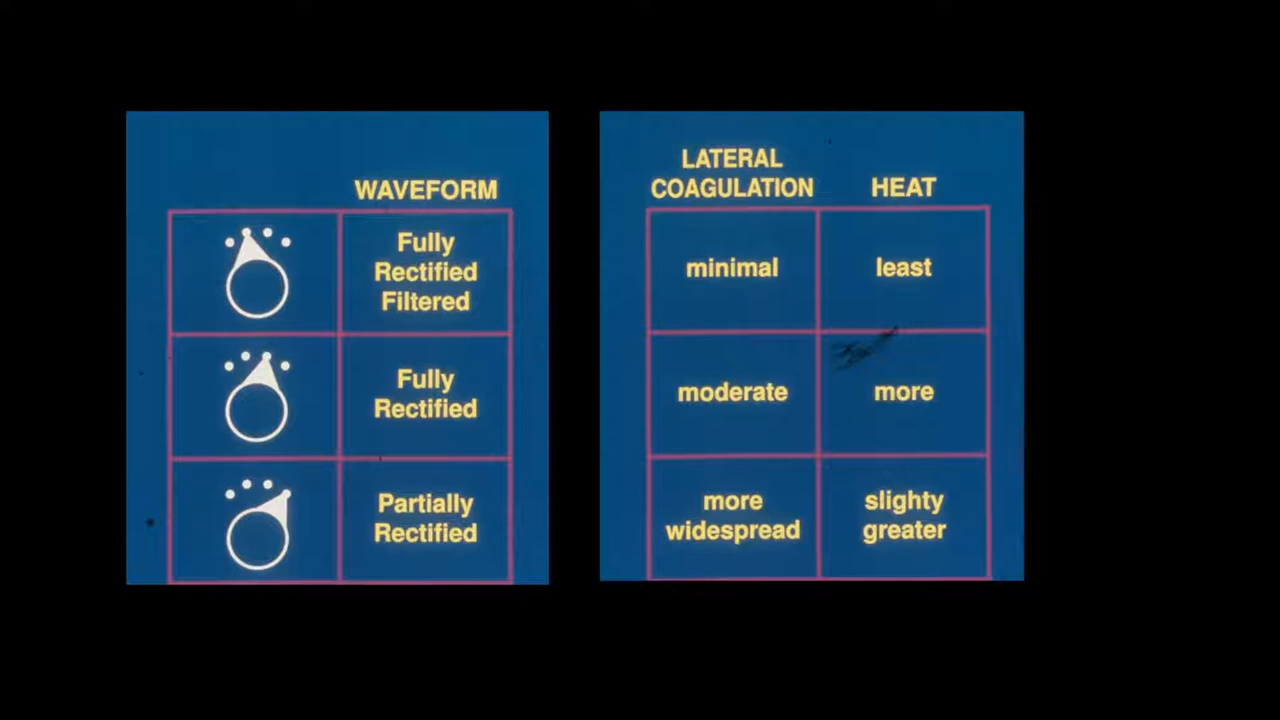 WAVEFORM
Fully
Rectified
Filtered
Fully
Rectified
Partially
Rectified
LATERAL
COAGULATION
HEAT
minimal
least
moderate
more
more
widespread
slighty
greater